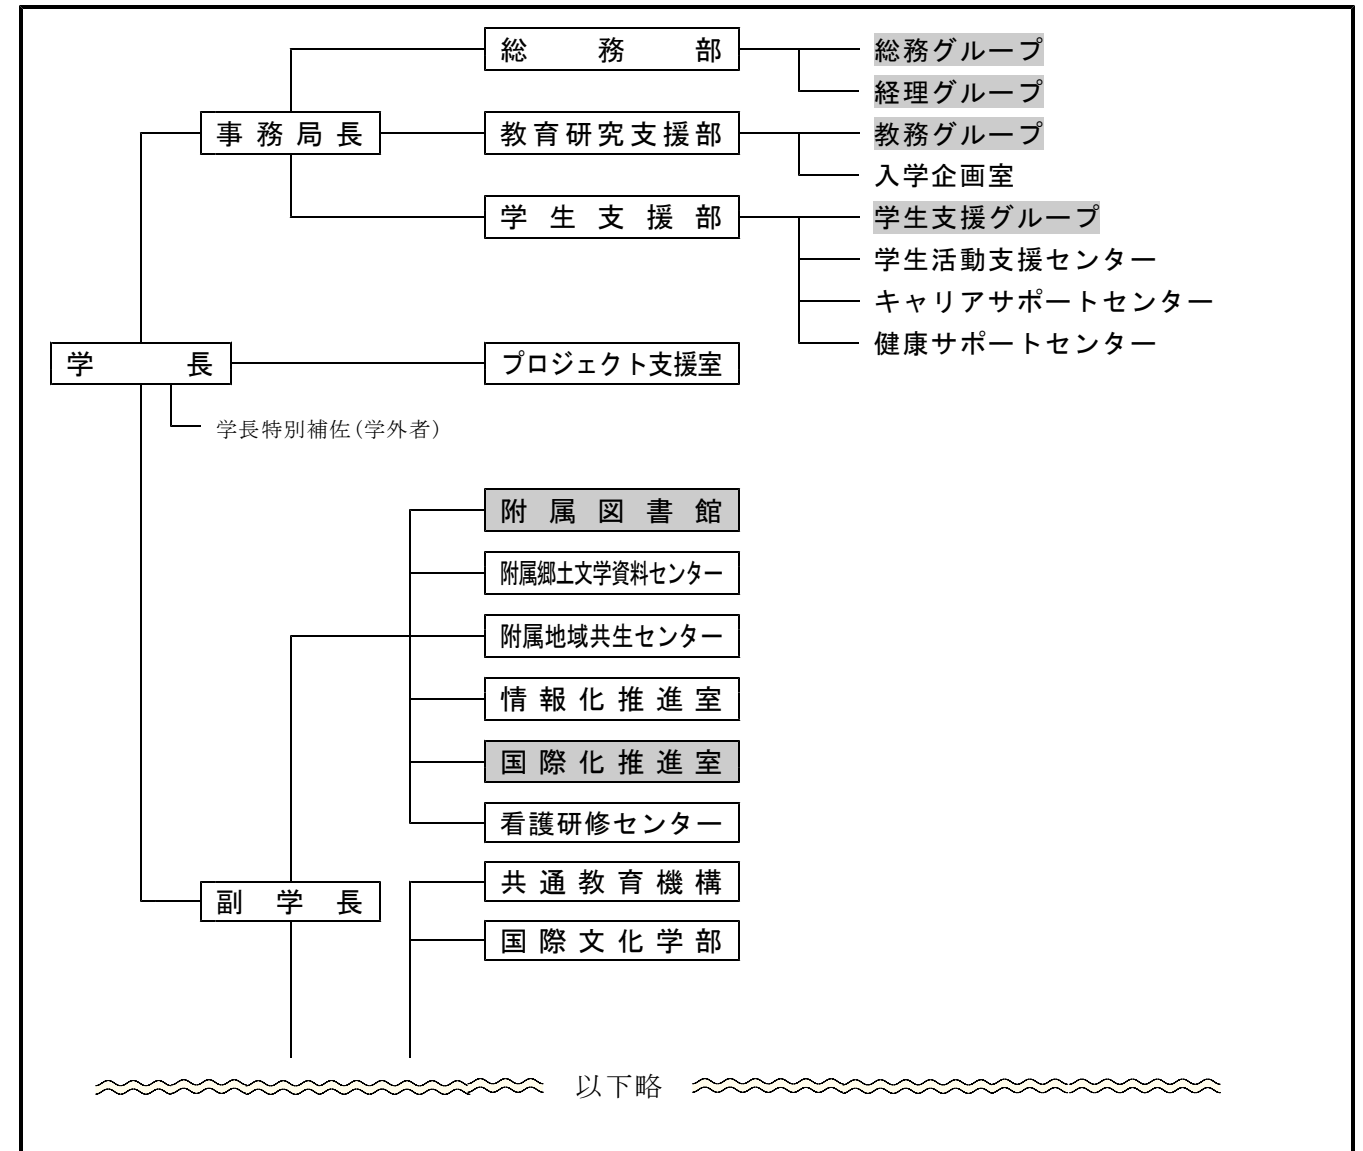 総務部
総務グループ
経理グループ
事務局長
教育研究支援部
教務グループ
入学企画室
学生支援部
学生支援グループ
学生活動支援センター
キャリアサポートセンター
健康サポートセンター
学長
プロジェクト支援室
学長特別補佐(学外者)
附属図書館
附属郷土文学資料センター
附属地域共生センター
情報化推進室
国際化推進室
看護研修センター
副学長
共通教育機構
国際文化学部
以下略